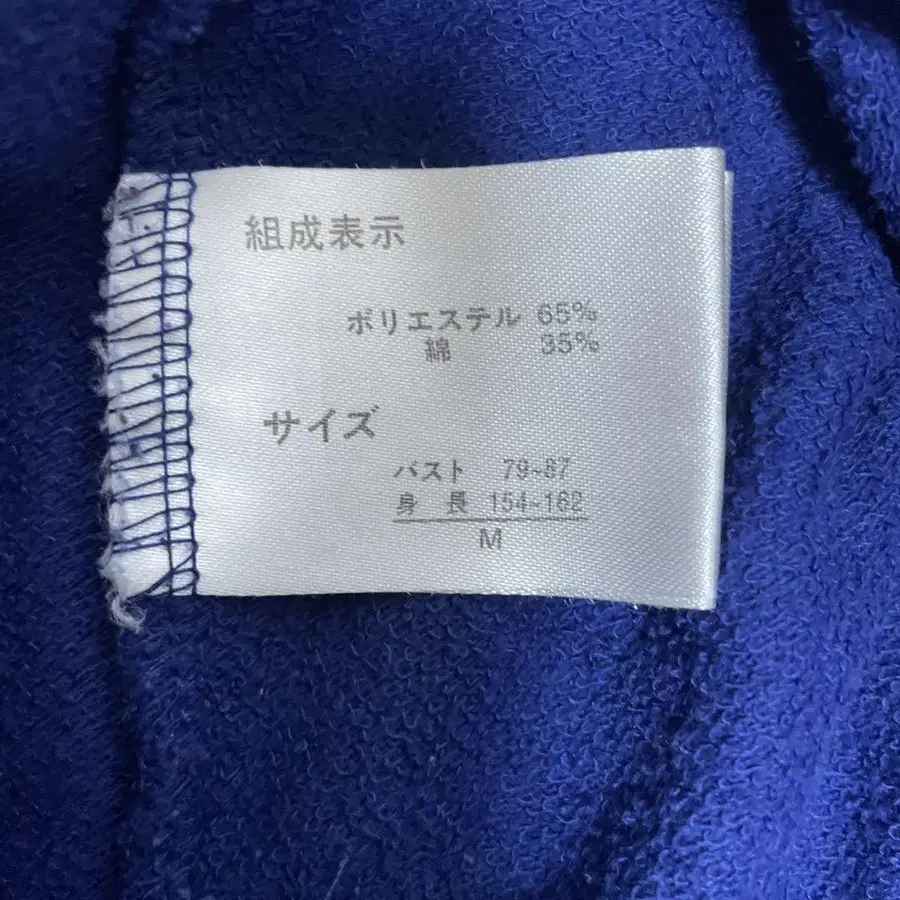 組成表示
ポリエステル 65%
綿 35%
サイズ
バスト 79~87
身 長 154~162
M